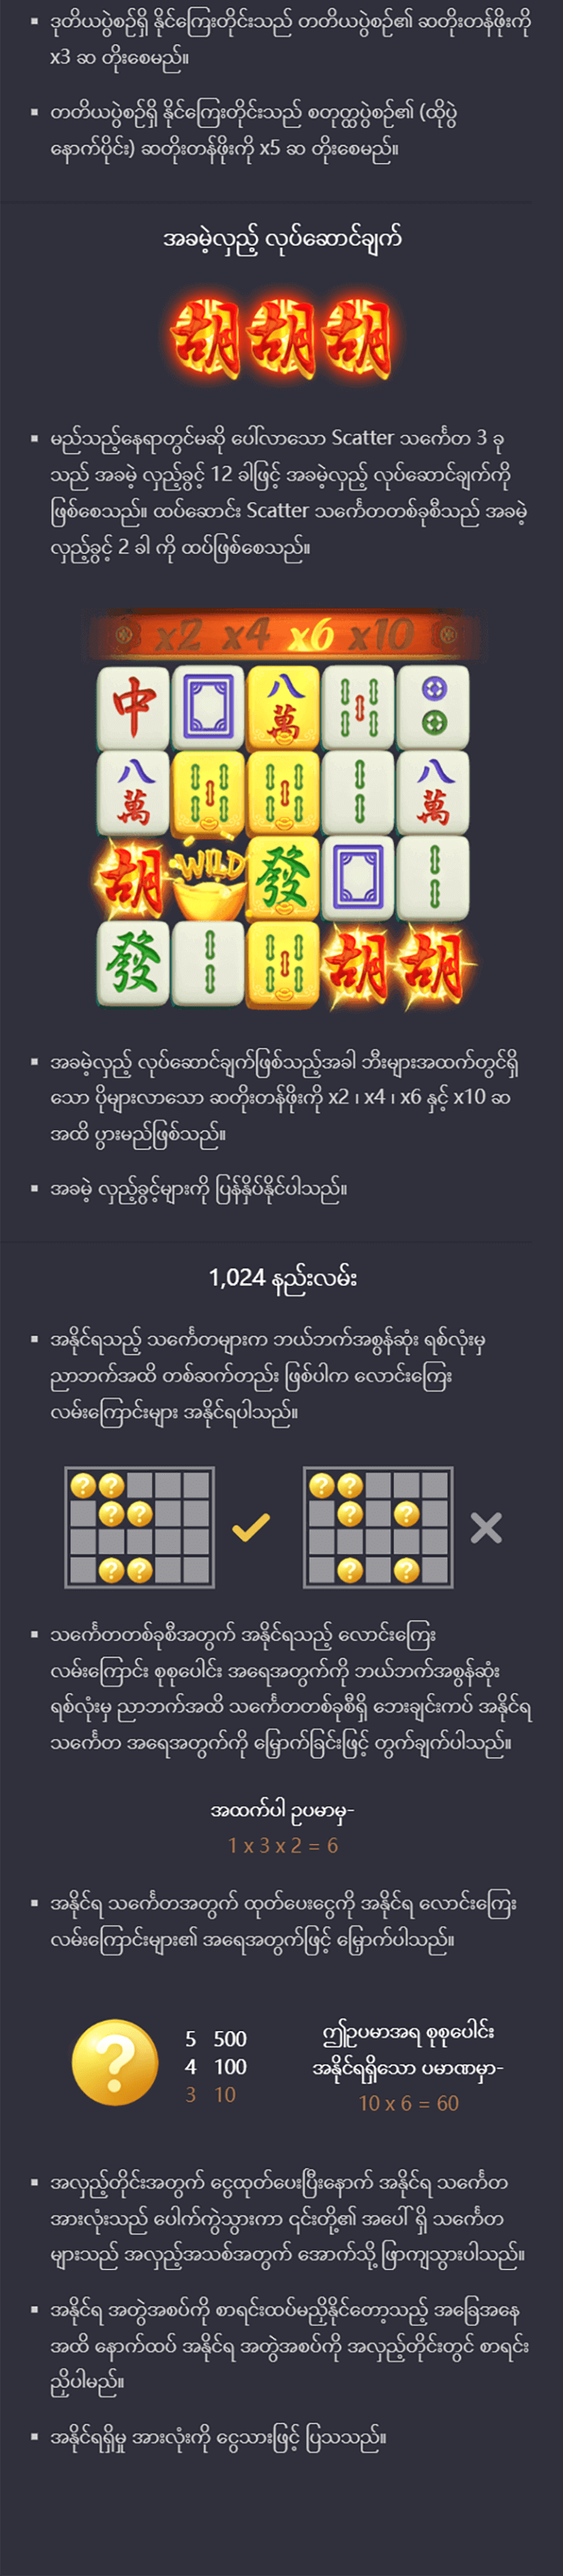 ဒုတိယပွဲစဉ်ရှိ နိုင်ကြေးတိုင်းသည် တတိယပွဲစဉ်၏ ဆတိုးတန်ဖိုးကို
x3 ဆ တိုးစေမည်။
တတိယပွဲစဉ်ရှိ နိုင်ကြေးတိုင်းသည် စတုတ္ထပွဲစဉ်၏ (ထိုပွဲ
နောက်ပိုင်း) ဆတိုးတန်ဖိုးကို x5 ဆ တိုးစေမည်။
အခမဲ့လှည့် လုပ်ဆောင်ချက်
胡 胡 胡
မည်သည့်နေရာတွင်မဆို ပေါ်လာသော Scatter သင်္ကေတ 3 ခု
သည် အခမဲ့ လှည့်ခွင့် 12 ခါဖြင့် အခမဲ့လှည့် လုပ်ဆောင်ချက်ကို
ဖြစ်စေသည်။ ထပ်ဆောင်း Scatter သင်္ကေတတစ်ခုစီသည် အခမဲ့
လှည့်ခွင့် 2 ခါ ကို ထပ်ဖြစ်စေသည်။
x2 x4 x6 x10
中 八萬
八萬 八萬
胡 WILD 發
發 胡 胡
အခမဲ့လှည့် လုပ်ဆောင်ချက်ဖြစ်သည့်အခါ ဘီးများအထက်တွင်ရှိ
သော ပိုများလာသော ဆတိုးတန်ဖိုးကို x2 ၊ x4 ၊ x6 နှင့် x10 ဆ
အထိ ပွားမည်ဖြစ်သည်။
အခမဲ့ လှည့်ခွင့်များကို ပြန်နှိပ်နိုင်ပါသည်။
1,024 နည်းလမ်း
အနိုင်ရသည့် သင်္ကေတများက ဘယ်ဘက်အစွန်ဆုံး ရစ်လုံးမှ
ညာဘက်အထိ တစ်ဆက်တည်း ဖြစ်ပါက လောင်းကြေး
လမ်းကြောင်းများ အနိုင်ရပါသည်။
? ? ? ?
? ? ? ?
? ? ? ?
သင်္ကေတတစ်ခုစီအတွက် အနိုင်ရသည့် လောင်းကြေး
လမ်းကြောင်း စုစုပေါင်း အရေအတွက်ကို ဘယ်ဘက်အစွန်ဆုံး
ရစ်လုံးမှ ညာဘက်အထိ သင်္ကေတတစ်ခုစီရှိ ဘေးချင်းကပ် အနိုင်ရ
သင်္ကေတ အရေအတွက်ကို မြှောက်ခြင်းဖြင့် တွက်ချက်ပါသည်။
အထက်ပါ ဥပမာမှ-
1 x 3 x 2 = 6
အနိုင်ရ သင်္ကေတအတွက် ထုတ်ပေးငွေကို အနိုင်ရ လောင်းကြေး
လမ်းကြောင်းများ၏ အရေအတွက်ဖြင့် မြှောက်ပါသည်။
?
5 500
4 100
3 10
ဤဥပမာအရ စုစုပေါင်း
အနိုင်ရရှိသော ပမာဏမှာ-
10 x 6 = 60
အလှည့်တိုင်းအတွက် ငွေထုတ်ပေးပြီးနောက် အနိုင်ရ သင်္ကေတ
အားလုံးသည် ပေါက်ကွဲသွားကာ ၎င်းတို့၏ အပေါ် ရှိ သင်္ကေတ
များသည် အလှည့်အသစ်အတွက် အောက်သို့ ဖြာကျသွားပါသည်။
အနိုင်ရ အတွဲအစပ်ကို စာရင်းထပ်မညှိနိုင်တော့သည့် အခြေအနေ
အထိ နောက်ထပ် အနိုင်ရ အတွဲအစပ်ကို အလှည့်တိုင်းတွင် စာရင်း
ညှိပါမည်။
အနိုင်ရရှိမှု အားလုံးကို ငွေသားဖြင့် ပြသသည်။